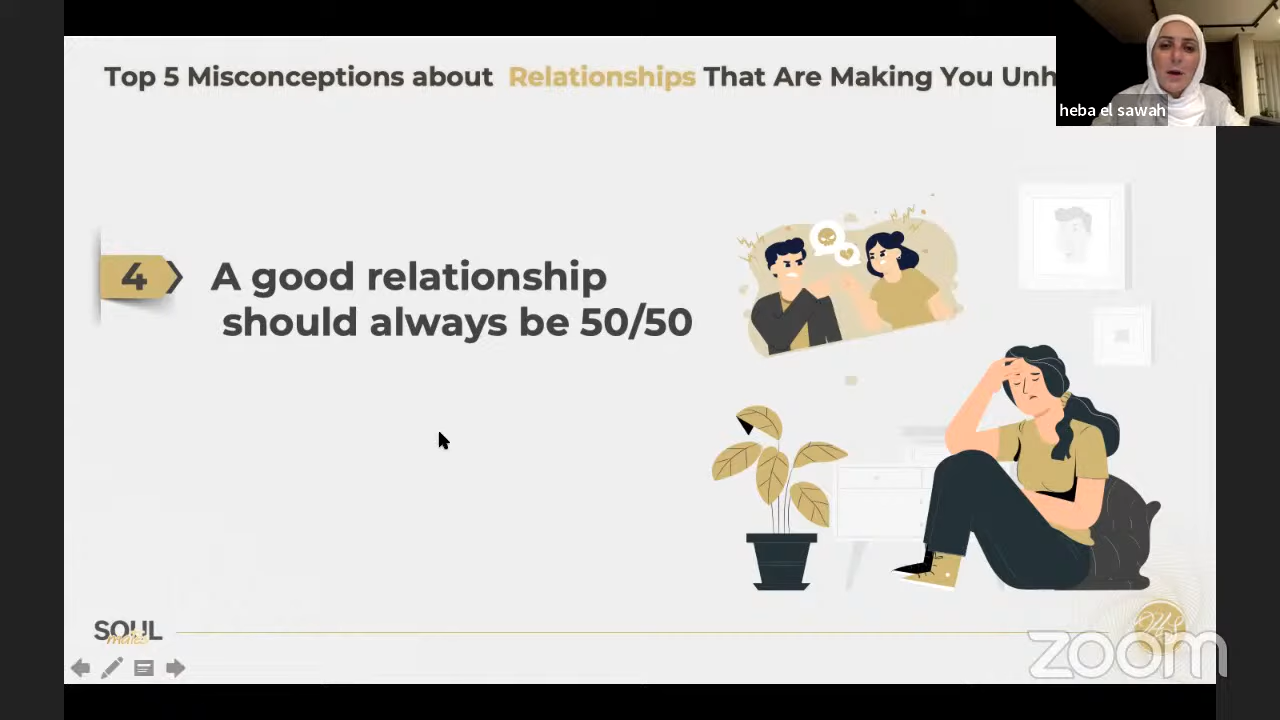 Top 5 Misconceptions about Relationships That Are Making You Unh
heba el sawah
4
A good relationship
should always be 50/50
SOUL
mates
zoom